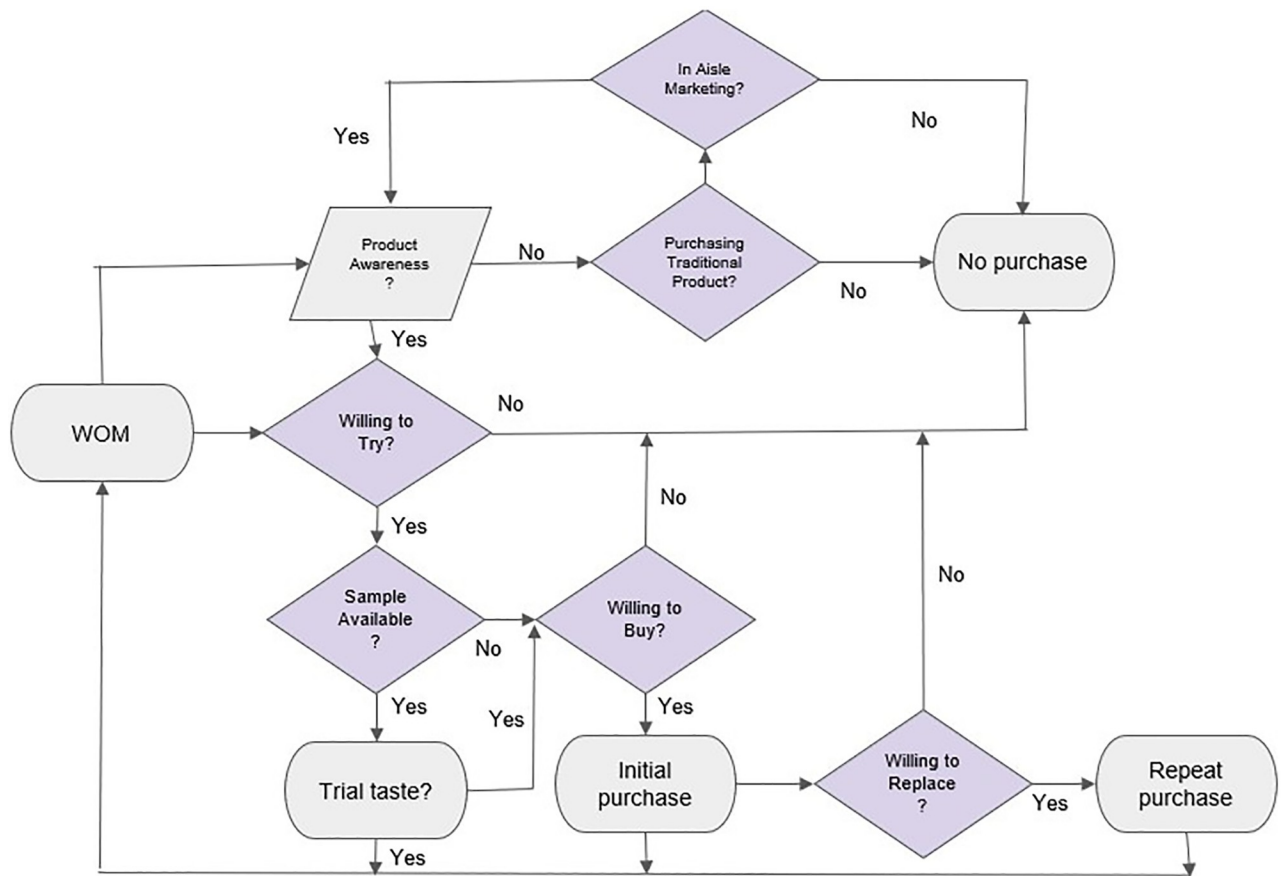 In Aisle
Marketing?
No
Yes
Product
Awareness
?
No
Purchasing
Traditional
Product?
No
No purchase
Yes
WOM
Willing to
Try?
No
No
Yes
Sample
Available
?
No
Willing to
Buy?
No
Yes
Yes
Yes
Trial taste?
Initial
purchase
Willing to
Replace
?
Yes
Repeat
purchase
Yes